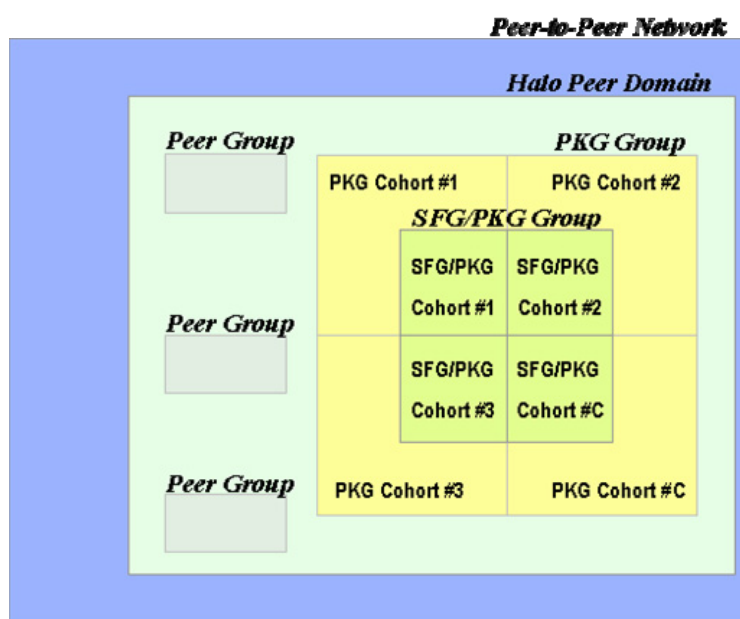 Peer-to-Peer Network
Halo Peer Domain
Peer Group
PKG Group
PKG Cohort #1
PKG Cohort #2
SFG/PKG Group
SFG/PKG
Cohort #1
SFG/PKG
Cohort #2
Peer Group
SFG/PKG
Cohort #3
SFG/PKG
Cohort #C
Peer Group
PKG Cohort #3
PKG Cohort #C